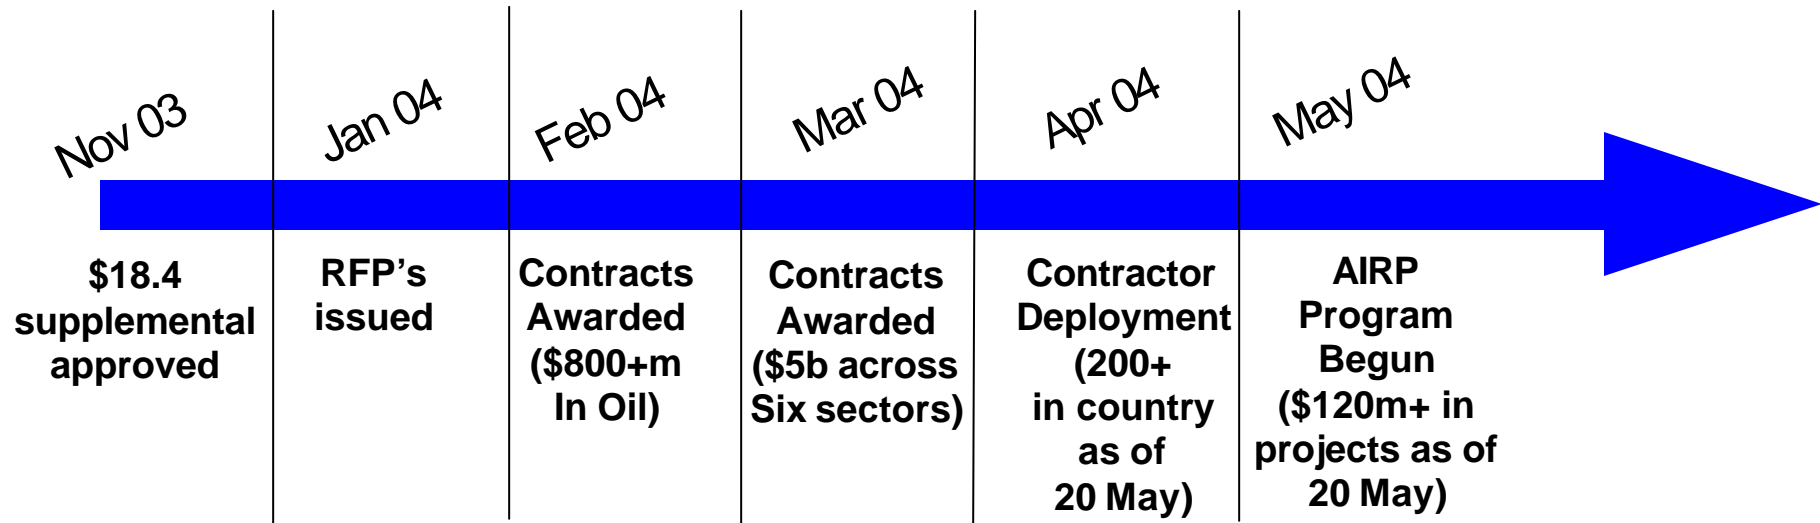 Nov 03
Jan 04
Feb 04
Mar 04
Apr 04
May 04
$18.4
supplemental
approved
RFP's
issued
Contracts
Awarded
($800+m
In Oil)
Contracts
Awarded
($5b across
Six sectors)
Contractor
Deployment
(200+
in country
as of
20 May)
AIRP
Program
Begun
($120m+ in
projects as of
20 May)